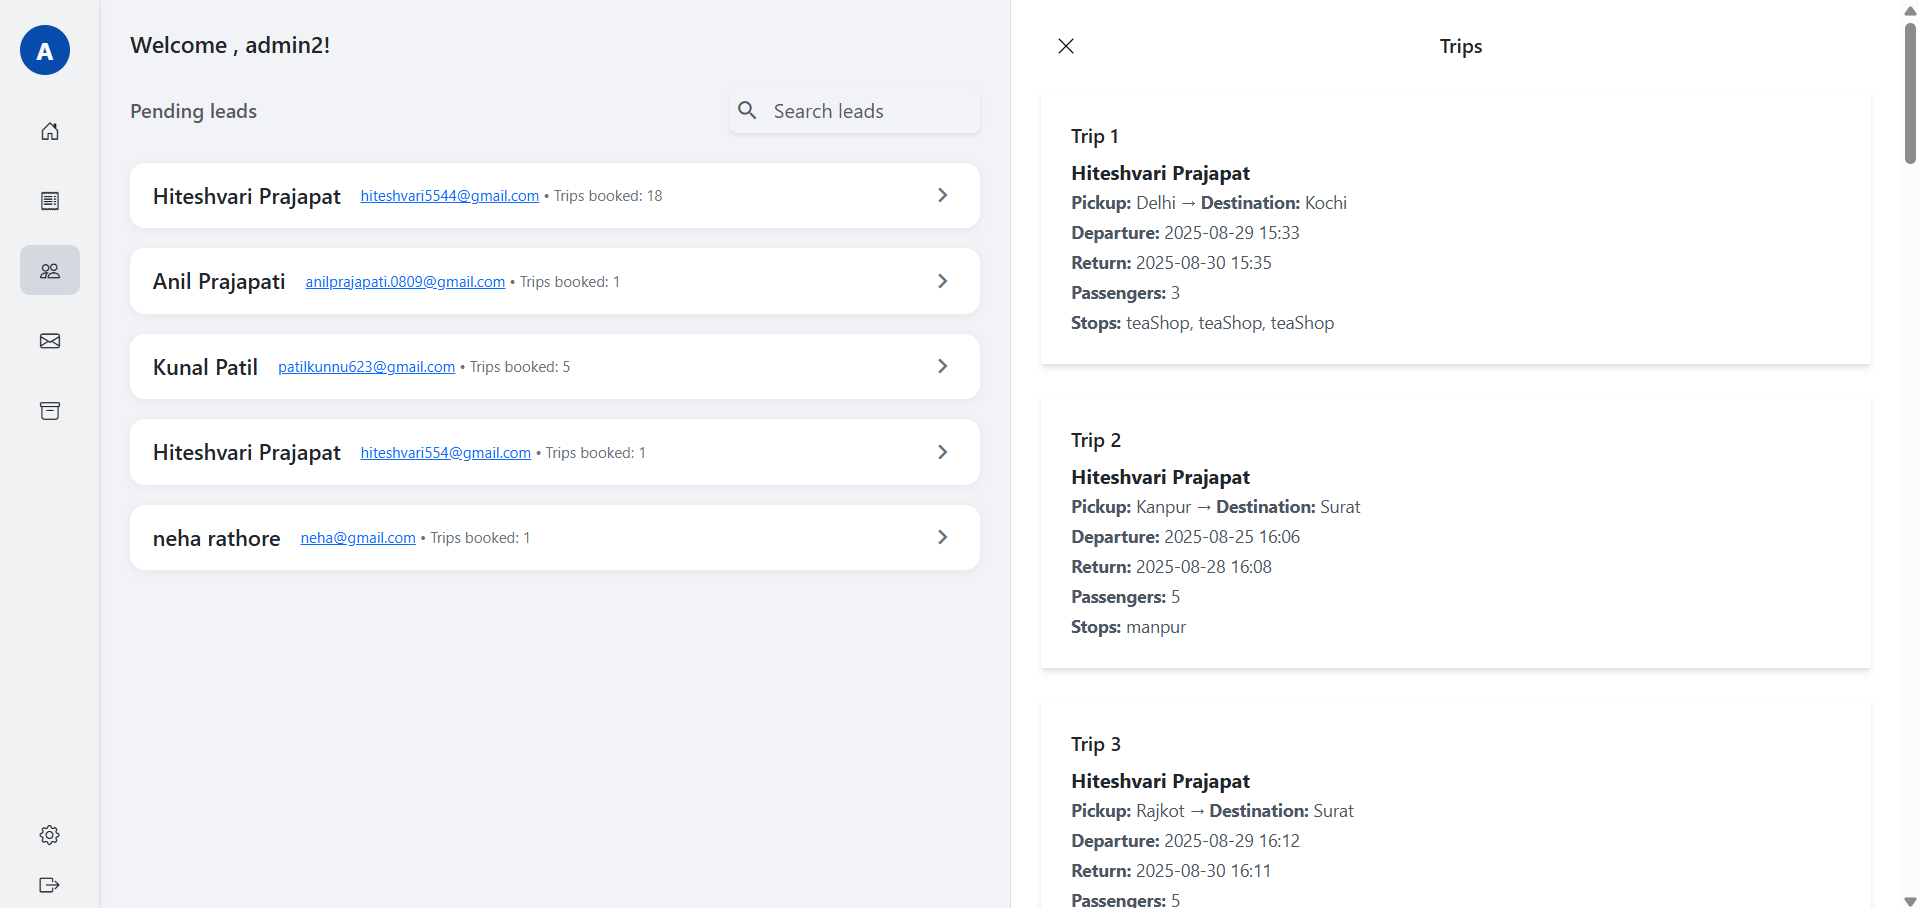 A
Welcome , admin2!
Pending leads
Search leads
Hiteshvari Prajapat hiteshvari5544@gmail.com • Trips booked: 18
Anil Prajapati anilprajapati.0809@gmail.com • Trips booked: 1
Kunal Patil patilkunnu623@gmail.com • Trips booked: 5
Hiteshvari Prajapat hiteshvari554@gmail.com • Trips booked: 1
neha rathore neha@gmail.com • Trips booked: 1
Trips
Trip 1
Hiteshvari Prajapat
Pickup: Delhi → Destination: Kochi
Departure: 2025-08-29 15:33
Return: 2025-08-30 15:35
Passengers: 3
Stops: teaShop, teaShop, teaShop
Trip 2
Hiteshvari Prajapat
Pickup: Kanpur → Destination: Surat
Departure: 2025-08-25 16:06
Return: 2025-08-28 16:08
Passengers: 5
Stops: manpur
Trip 3
Hiteshvari Prajapat
Pickup: Rajkot → Destination: Surat
Departure: 2025-08-29 16:12
Return: 2025-08-30 16:11
Passengers: 5